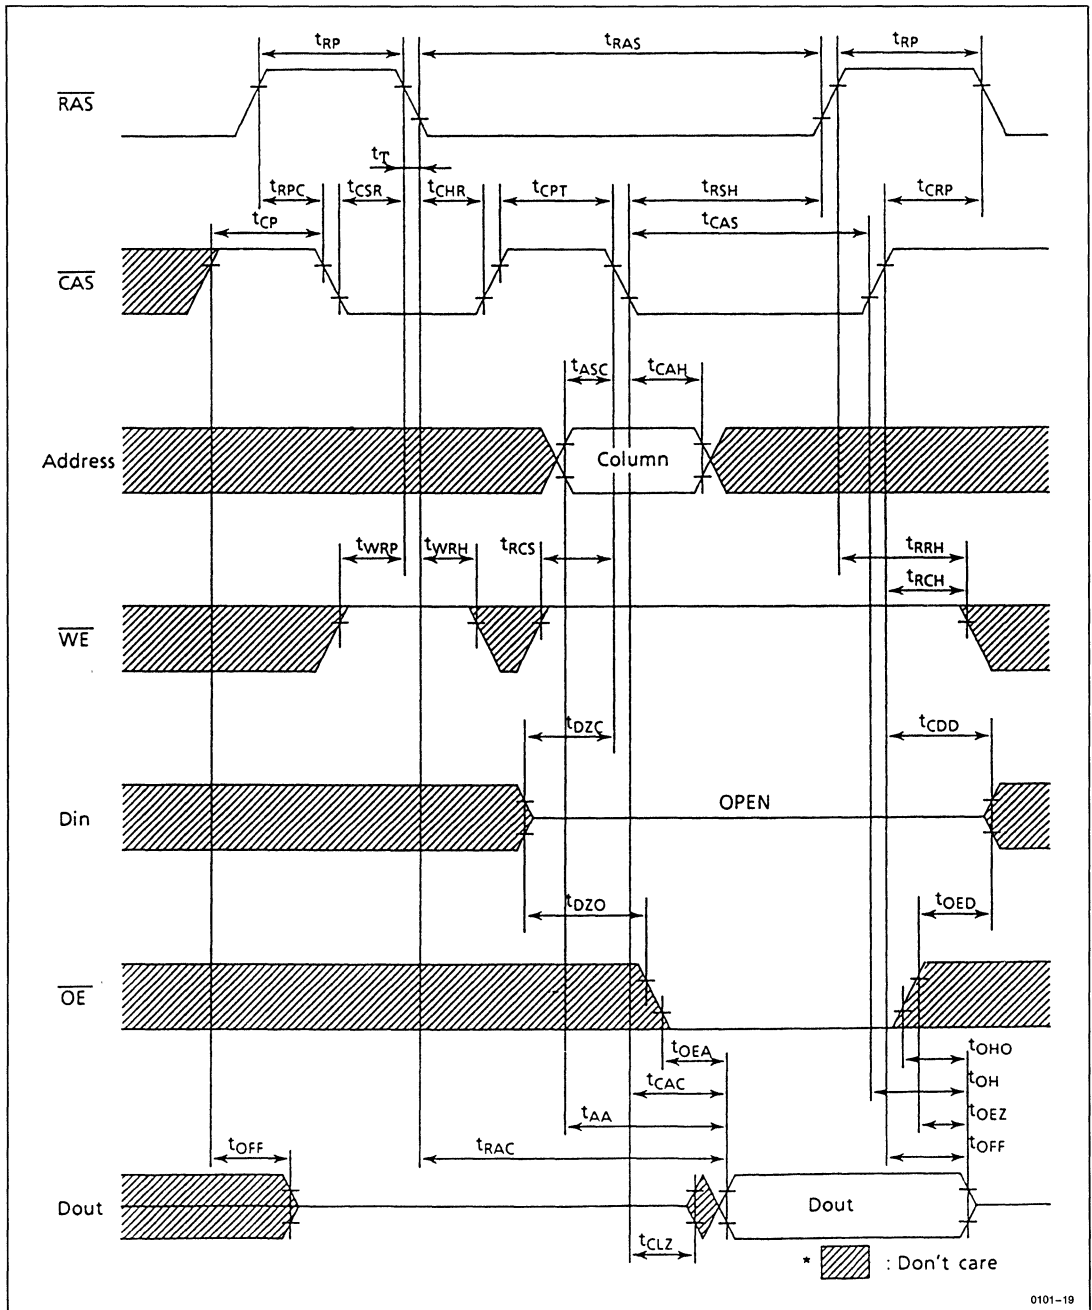 tRP tRAS tRP
RAS
tT
tRPC tCSR tCHR tCPT tRSH tCRP
tCP tCAS
CAS
tASC tCAH
Address Column
tWRP tWRH tRCS tRRH
tRCH
WE
tDZC tCDD
Din OPEN
tDZO tOED
OE
tOEA tOHO
tCAC tOH
tAA tOEZ
tOFF tRAC tOFF
Dout Dout
tCLZ
* : Don't care
0101-19